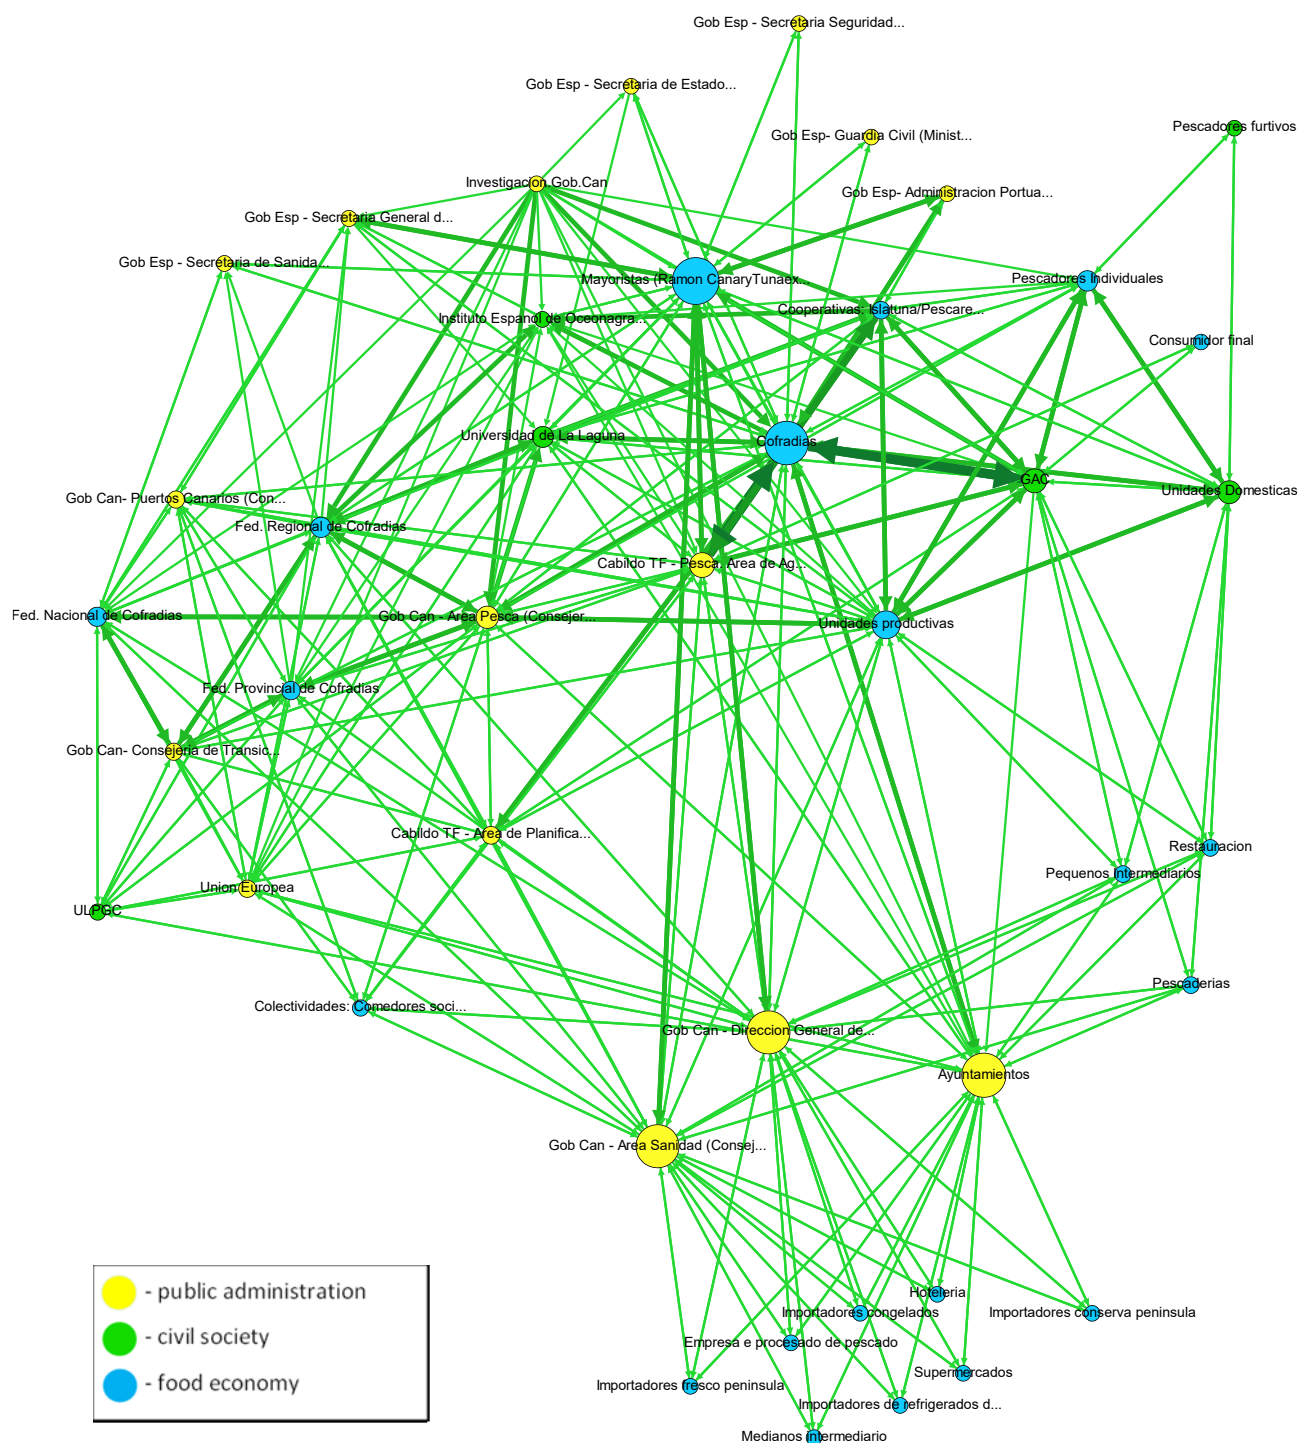 Gob Esp - Secretaria Seguridad...
Gob Esp - Secretaria de Estado...
Pescadores furtivos
Gob Esp- Guardia Civil (Minist...
Investigacion.Gob.Can
Gob Esp- Administracion Portua...
Gob Esp - Secretaria General d...
Gob Esp - Secretaria de Sanida...
Mayoristas (Ramon CanaryTunaex...
Pescadores Individuales
Cooperativas: Islatuna/Pescare...
Instituto Espanol de Oceonagra...
Consumidor final
Universidad de La Laguna
Cofradias
GAC
Unidades Domesticas
Gob Can- Puertos Canarios (Con...
Fed. Regional de Cofradias
Cabildo TF - Pesca. Area de Ag...
Fed. Nacional de Cofradias
Gob Can - Area Pesca (Consejer...
Unidades productivas
Fed. Provincial de Cofradias
Gob Can- Consejeria de Transic...
Cabildo TF - Area de Planifica...
Restauracion
Pequenos Intermediarios
Union Europea
ULPGC
Pescaderias
Colectividades: Comedores soci...
Gob Can - Direccion General de...
Ayuntamientos
Gob Can - Area Sanidad (Consej...
Hoteleria
Importadores congelados
Importadores conserva peninsula
Empresa e procesado de pescado
Supermercados
Importadores fresco peninsula
Importadores de refrigerados d...
Medianos intermediario
- public administration
- civil society
- food economy